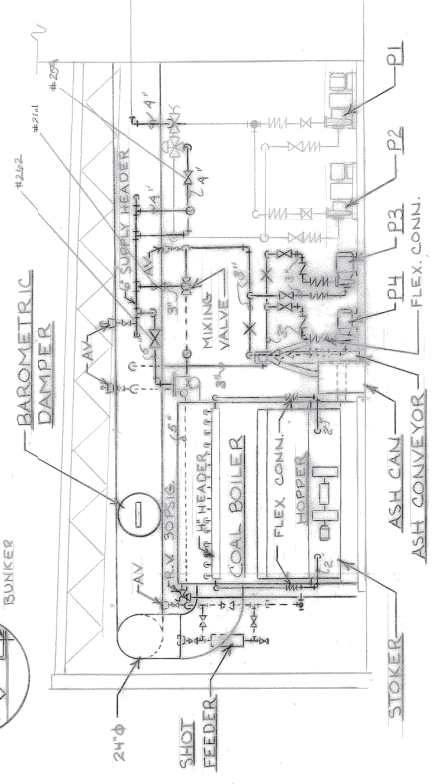 BUNKER
BAROMETRIC
DAMPER
24"Φ
AV
AV
AV
#262
6" SUPPLY HEADER
4"
4"
4"
R.V. 30 PSIG.
6"
3"
3"
MIXING
VALVE
H" HEADER
COAL BOILER
FLEX. CONN.
HOPPER
2"
2"
3"
3"
SHOT
FEEDER
STOKER
ASH CAN
ASH CONVEYOR
FLEX. CONN.
P4
P3
P2
P1